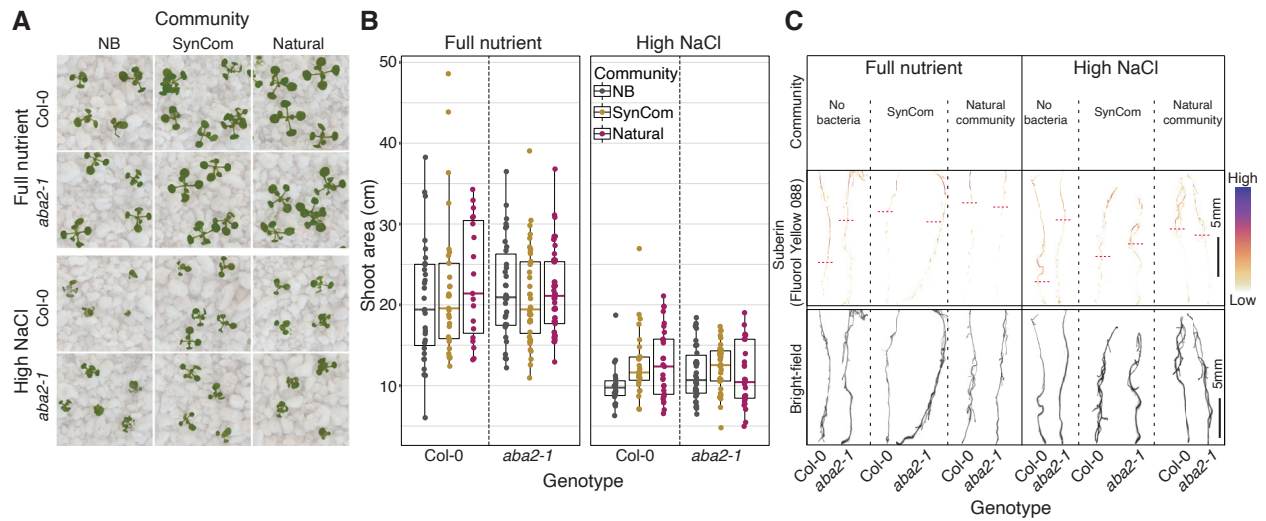 A
Community
NB
SynCom
Natural
Full nutrient
Col-0
aba2-1
High NaCl
Col-0
aba2-1
B
Full nutrient
High NaCl
Shoot area (cm)
50
40
30
20
10
Community
NB
SynCom
Natural
Col-0
aba2-1
Col-0
aba2-1
Genotype
C
Community
Full nutrient
High NaCl
No
bacteria
SynCom
Natural
community
No
bacteria
SynCom
Natural
community
Suberin
(Fluorol Yellow 088)
5mm
High
Low
Bright-field
5mm
Col-0
aba2-1
Col-0
aba2-1
Col-0
aba2-1
Col-0
aba2-1
Col-0
aba2-1
Col-0
aba2-1
Genotype